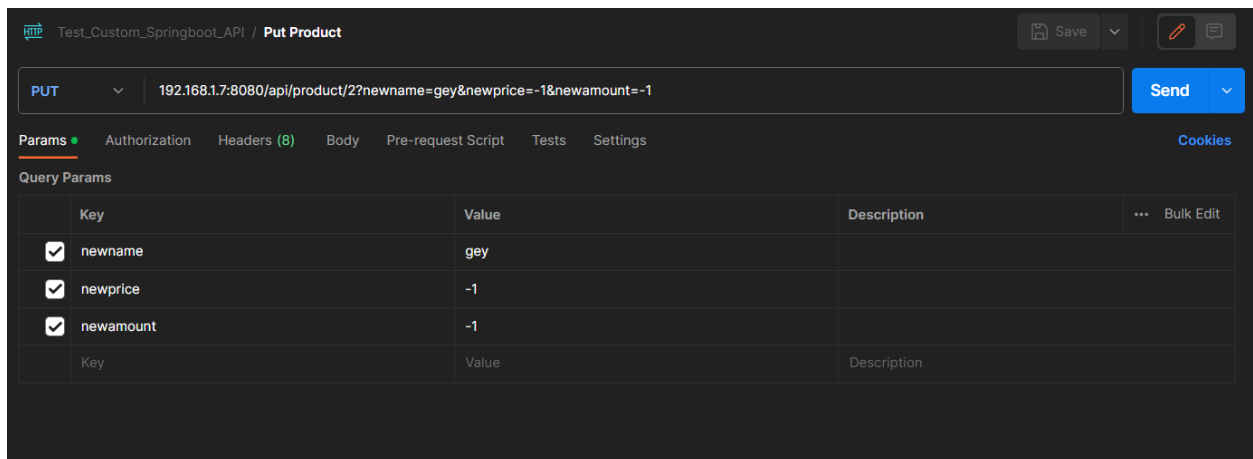 HTTP Test_Custom_Springboot_API / Put Product Save
PUT 192.168.1.7:8080/api/product/2?newname=gey&newprice=-1&newamount=-1 Send
Params Authorization Headers (8) Body Pre-request Script Tests Settings Cookies
Query Params
Key Value Description Bulk Edit
newname gey
newprice -1
newamount -1
Key Value Description